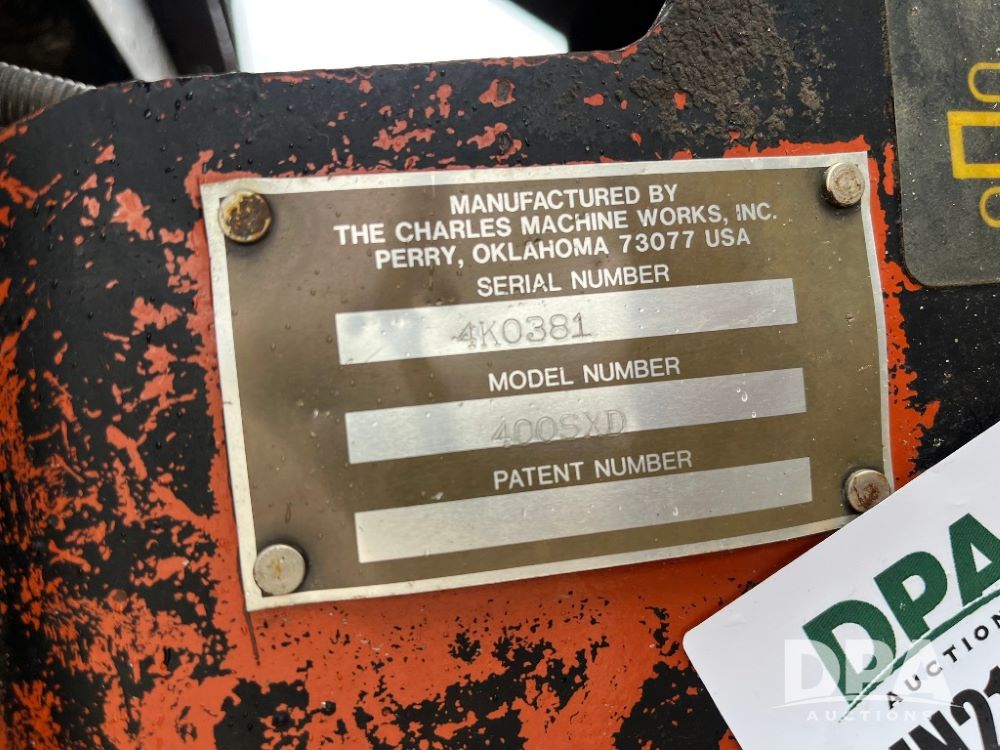 MANUFACTURED BY
THE CHARLES MACHINE WORKS, INC.
PERRY, OKLAHOMA 73077 USA
SERIAL NUMBER
4K0381
MODEL NUMBER
400SXD
PATENT NUMBER
DPA
AUCTIONS
DPA
AUCTIONS